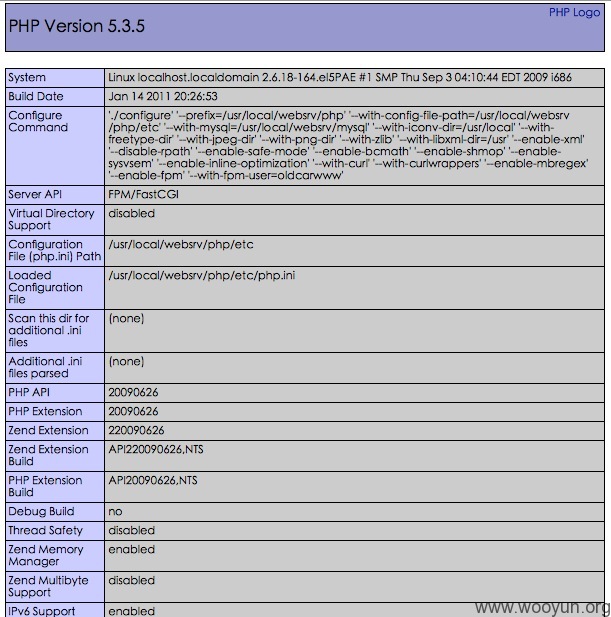 PHP Logo
PHP Version 5.3.5
System Linux localhost.localdomain 2.6.18-164.el5PAE #1 SMP Thu Sep 3 04:10:44 EDT 2009 i686
Build Date Jan 14 2011 20:26:53
Configure './configure' '--prefix=/usr/local/websrv/php' '--with-config-file-path=/usr/local/websrv
Command /php/etc' '--with-mysql=/usr/local/websrv/mysql' '--with-iconv-dir=/usr/local' '--with-
freetype-dir' '--with-jpeg-dir' '--with-png-dir' '--with-zlib' '--with-libxml-dir=/usr' '--enable-xml'
'--disable-rpath' '--enable-safe-mode' '--enable-bcmath' '--enable-shmop' '--enable-
sysvsem' '--enable-inline-optimization' '--with-curl' '--with-curlwrappers' '--enable-mbregex'
'--enable-fpm' '--with-fpm-user=oldcarwww'
Server API FPM/FastCGI
Virtual Directory disabled
Support
Configuration /usr/local/websrv/php/etc
File (php.ini) Path
Loaded /usr/local/websrv/php/etc/php.ini
Configuration
File
Scan this dir for (none)
additional .ini
files
Additional .ini (none)
files parsed
PHP API 20090626
PHP Extension 20090626
Zend Extension 220090626
Zend Extension API220090626,NTS
Build
PHP Extension API20090626,NTS
Build
Debug Build no
Thread Safety disabled
Zend Memory enabled
Manager
Zend Multibyte disabled
Support
IPv6 Support enabled
www.wooyun.org